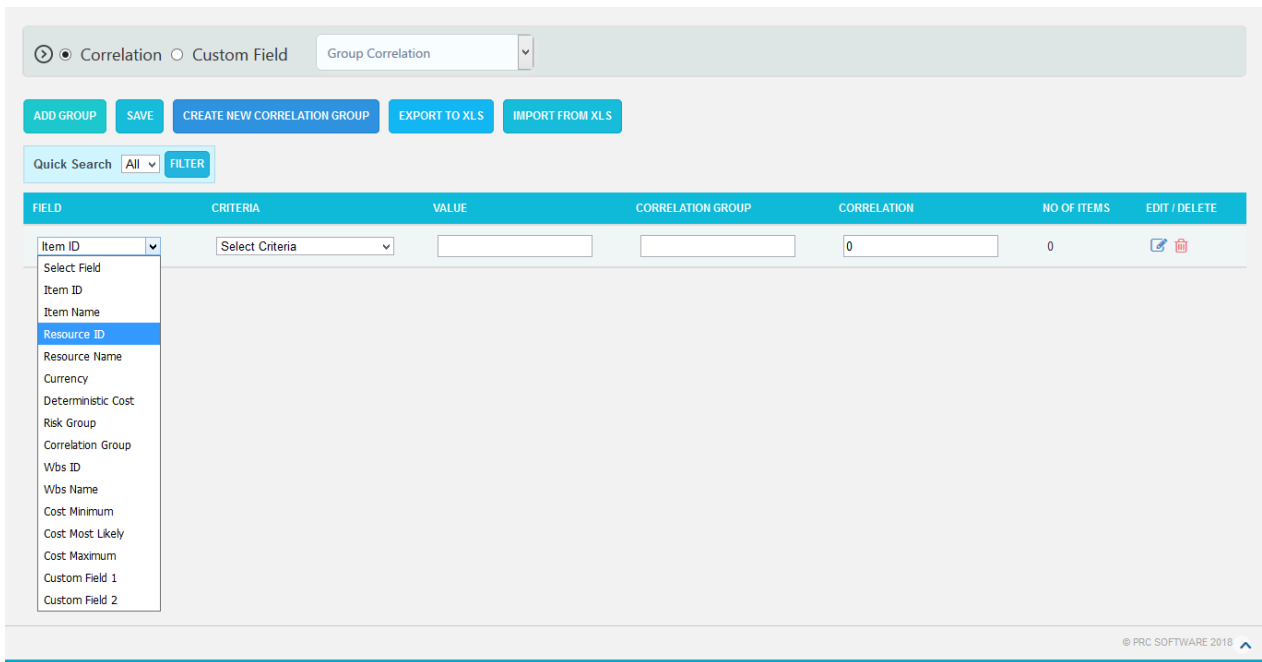 Correlation Custom Field Group Correlation
ADD GROUP SAVE CREATE NEW CORRELATION GROUP EXPORT TO XLS IMPORT FROM XLS
Quick Search All FILTER
FIELD CRITERIA VALUE CORRELATION GROUP CORRELATION NO OF ITEMS EDIT / DELETE
Item ID Select Criteria 0 0
Select Field
Item ID
Item Name
Resource ID
Resource Name
Currency
Deterministic Cost
Risk Group
Correlation Group
Wbs ID
Wbs Name
Cost Minimum
Cost Most Likely
Cost Maximum
Custom Field 1
Custom Field 2
© PRC SOFTWARE 2018